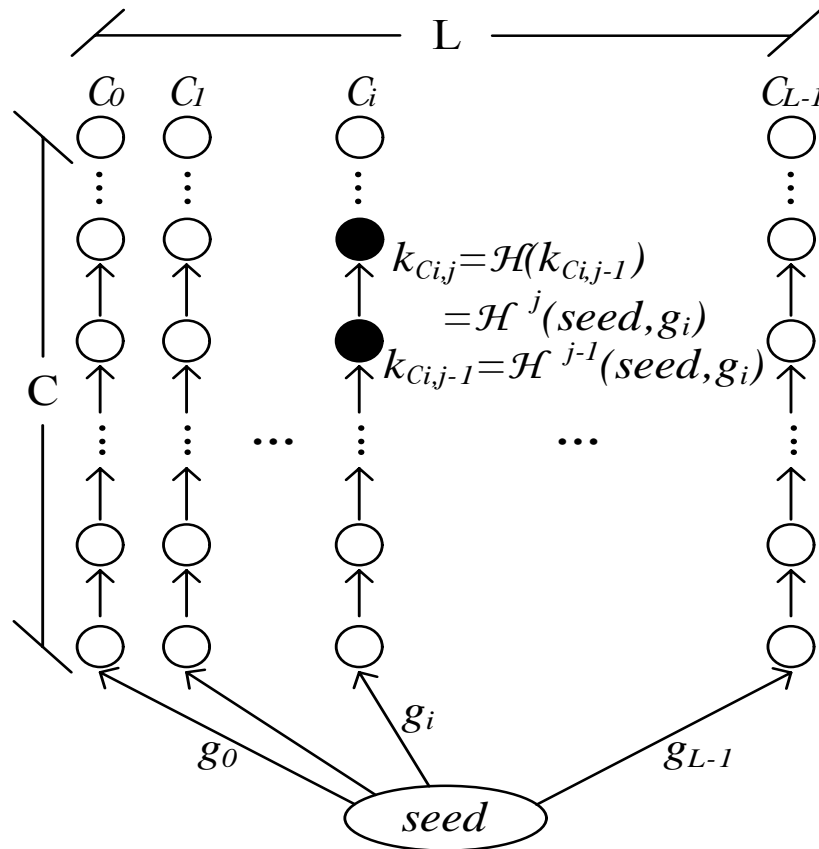 L
C0 C1 Ci CL-1
kCi,j=H(kCi,j-1)
=H j(seed,gi)
kCi,j-1=H j-1(seed,gi)
C
... ...
gi
g0 gL-1
seed